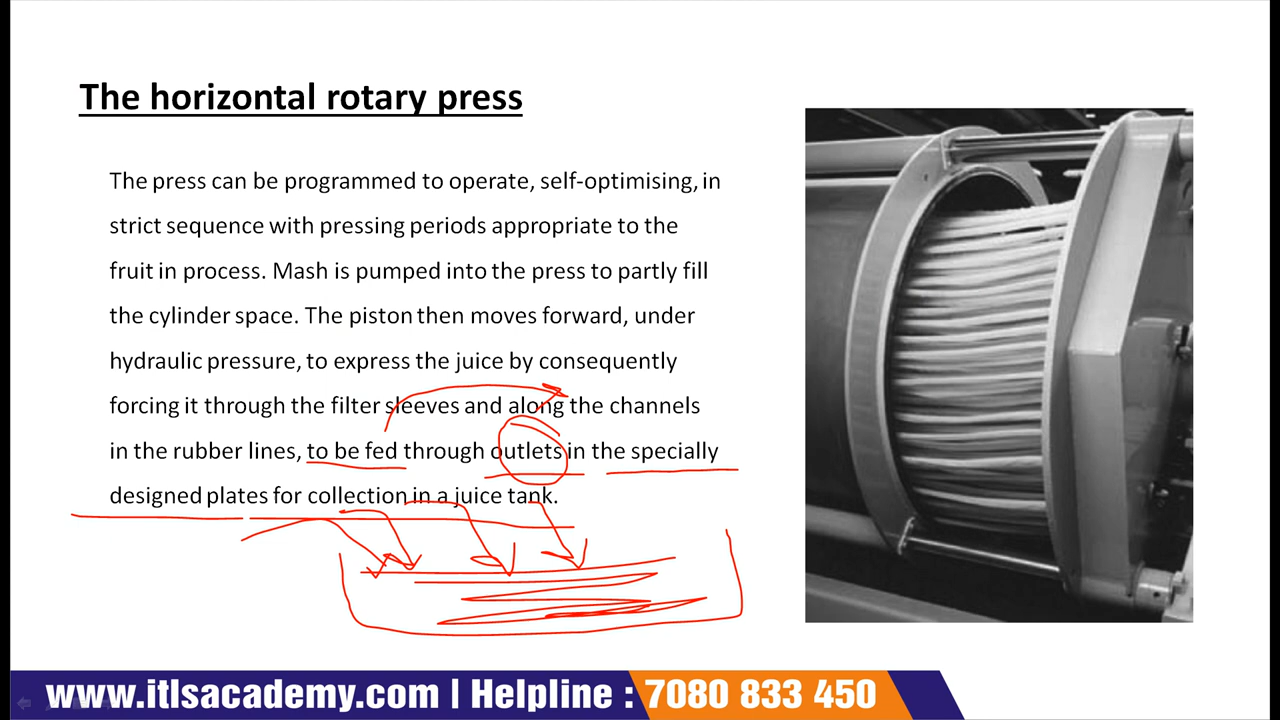 The horizontal rotary press
The press can be programmed to operate, self-optimising, in
strict sequence with pressing periods appropriate to the
fruit in process. Mash is pumped into the press to partly fill
the cylinder space. The piston then moves forward, under
hydraulic pressure, to express the juice by consequently
forcing it through the filter sleeves and along the channels
in the rubber lines, to be fed through outlets in the specially
designed plates for collection in a juice tank.
www.itlsacademy.com | Helpline : 7080 833 450